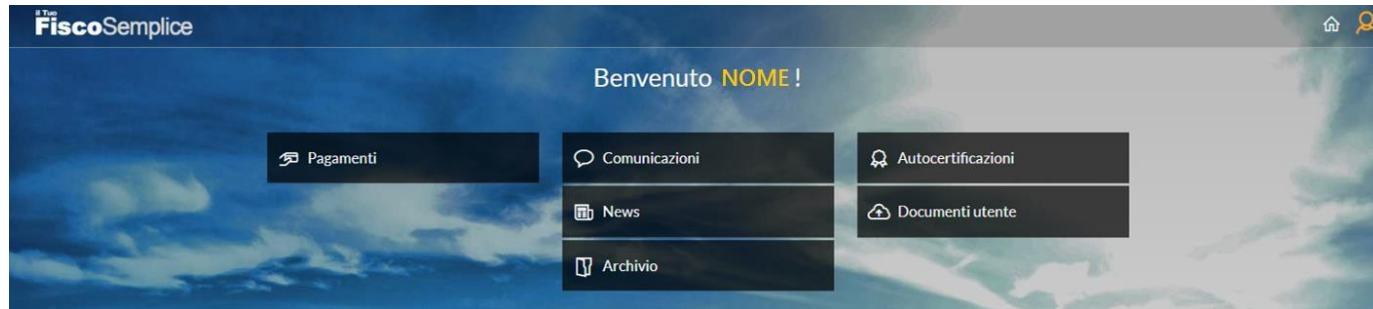 il Tuo
FiscoSemplice
Benvenuto NOME!
Pagamenti
Comunicazioni
News
Archivio
Autocertificazioni
Documenti utente